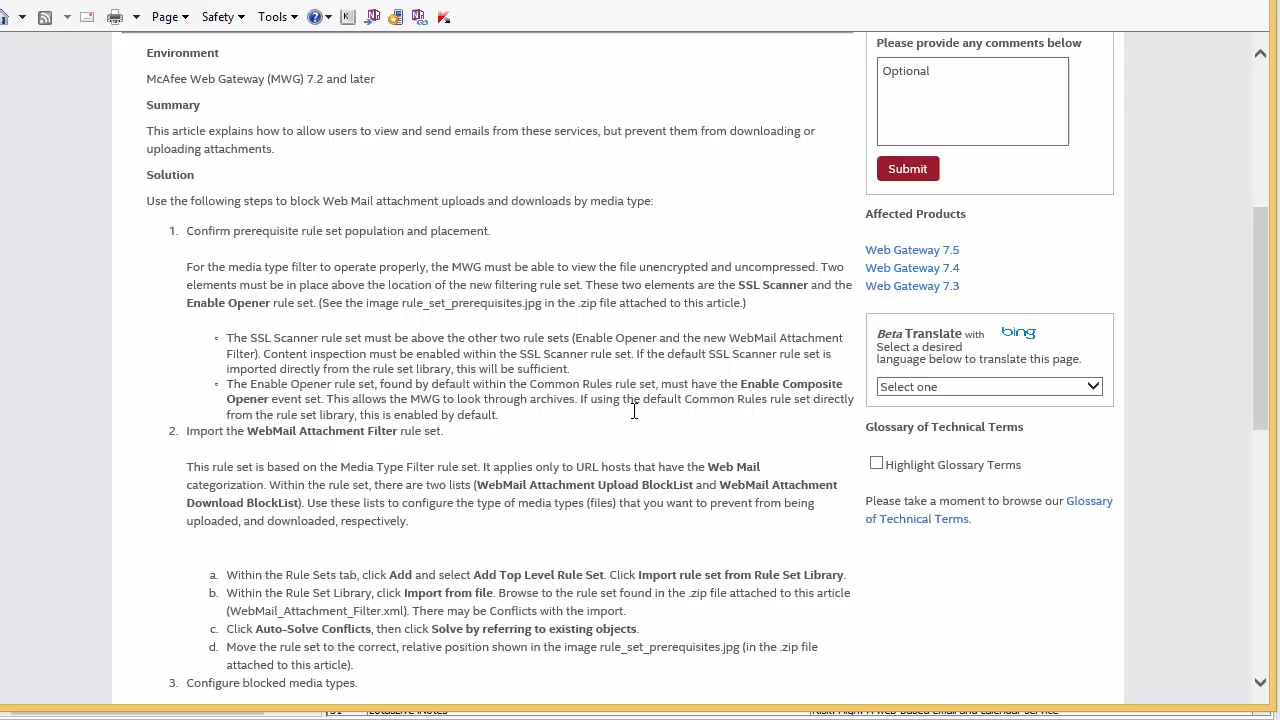 Page Safety Tools
Environment
McAfee Web Gateway (MWG) 7.2 and later
Summary
This article explains how to allow users to view and send emails from these services, but prevent them from downloading or
uploading attachments.
Solution
Use the following steps to block Web Mail attachment uploads and downloads by media type:
1. Confirm prerequisite rule set population and placement.
For the media type filter to operate properly, the MWG must be able to view the file unencrypted and uncompressed. Two
elements must be in place above the location of the new filtering rule set. These two elements are the SSL Scanner and the
Enable Opener rule set. (See the image rule_set_prerequisites.jpg in the .zip file attached to this article.)
◦ The SSL Scanner rule set must be above the other two rule sets (Enable Opener and the new WebMail Attachment
Filter). Content inspection must be enabled within the SSL Scanner rule set. If the default SSL Scanner rule set is
imported directly from the rule set library, this will be sufficient.
◦ The Enable Opener rule set, found by default within the Common Rules rule set, must have the Enable Composite
Opener event set. This allows the MWG to look through archives. If using the default Common Rules rule set directly
from the rule set library, this is enabled by default.
2. Import the WebMail Attachment Filter rule set.
This rule set is based on the Media Type Filter rule set. It applies only to URL hosts that have the Web Mail
categorization. Within the rule set, there are two lists (WebMail Attachment Upload BlockList and WebMail Attachment
Download BlockList). Use these lists to configure the type of media types (files) that you want to prevent from being
uploaded, and downloaded, respectively.
a. Within the Rule Sets tab, click Add and select Add Top Level Rule Set. Click Import rule set from Rule Set Library.
b. Within the Rule Set Library, click Import from file. Browse to the rule set found in the .zip file attached to this article
(WebMail_Attachment_Filter.xml). There may be Conflicts with the import.
c. Click Auto-Solve Conflicts, then click Solve by referring to existing objects.
d. Move the rule set to the correct, relative position shown in the image rule_set_prerequisites.jpg (in the .zip file
attached to this article).
3. Configure blocked media types.
Please provide any comments below
Optional
Submit
Affected Products
Web Gateway 7.5
Web Gateway 7.4
Web Gateway 7.3
Beta Translate with bing
Select a desired
language below to translate this page.
Select one
Glossary of Technical Terms
Highlight Glossary Terms
Please take a moment to browse our Glossary
of Technical Terms.